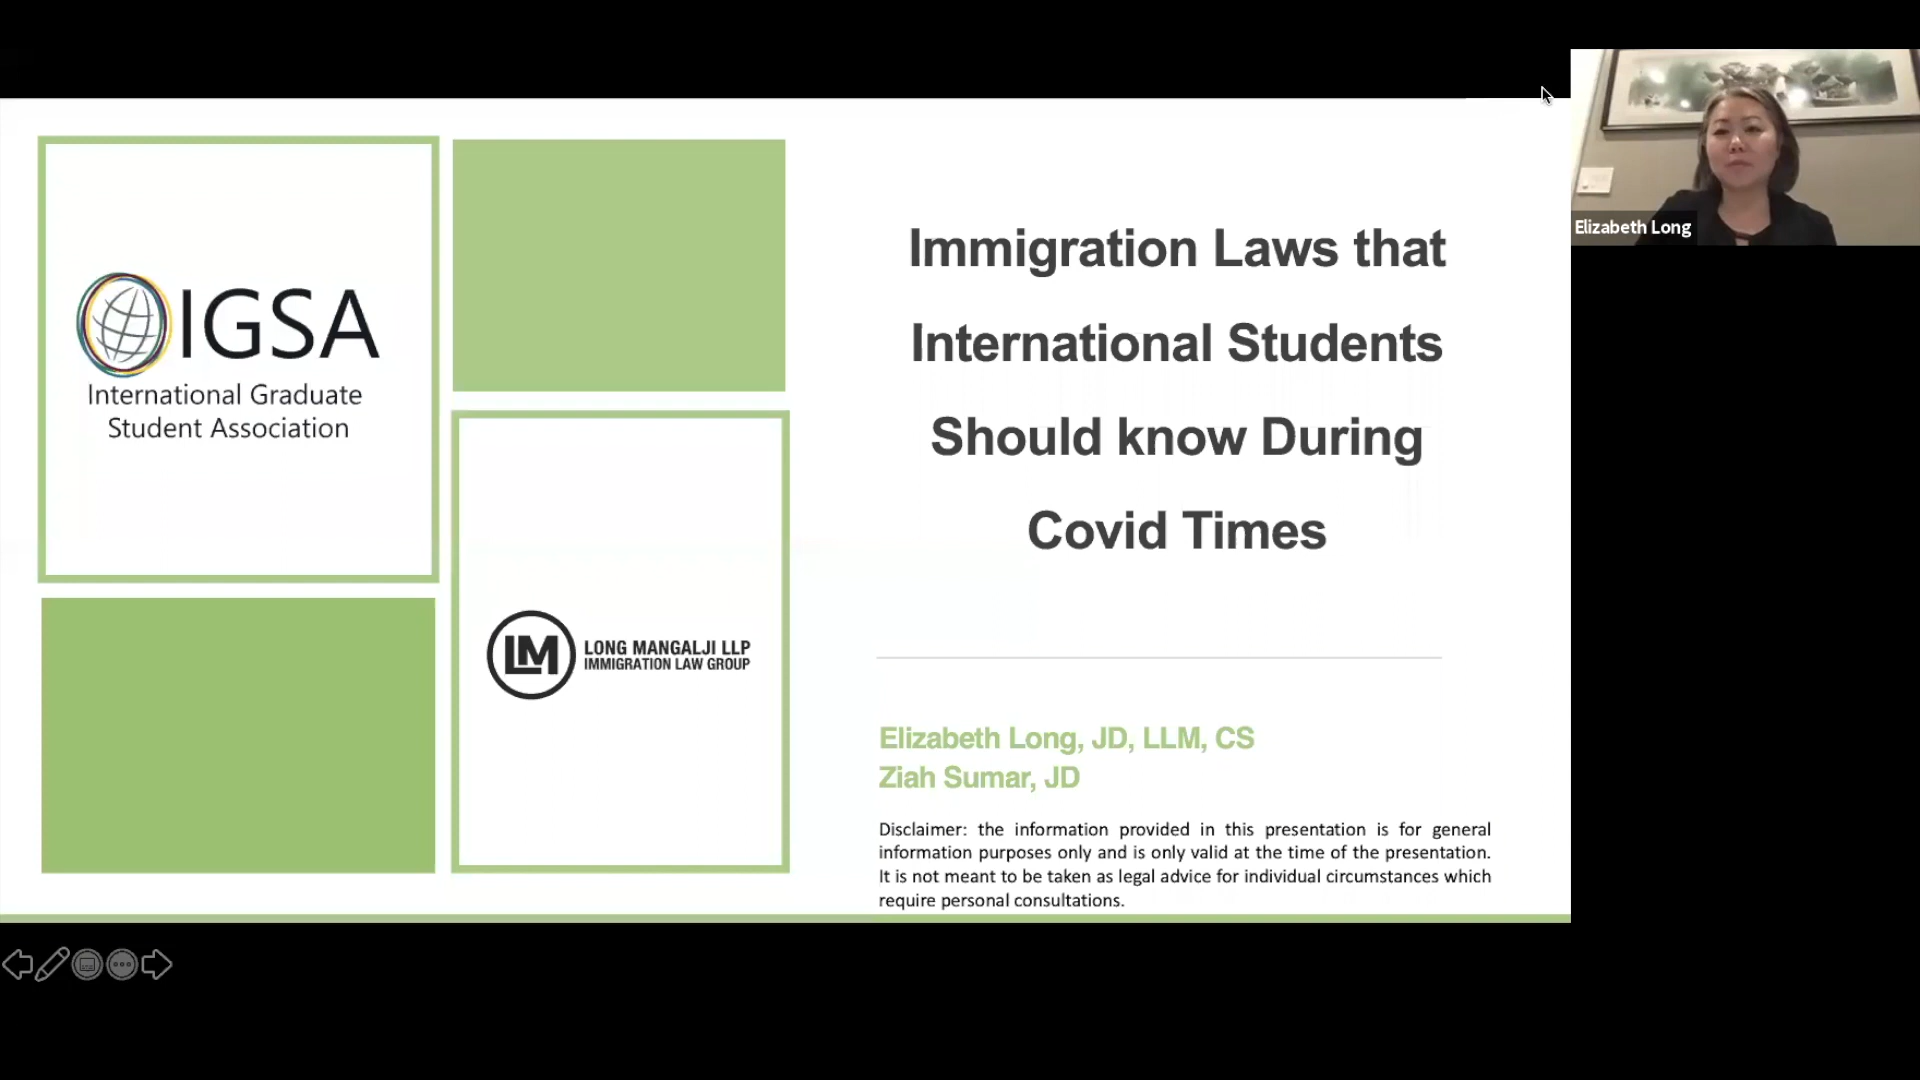 IGSA
International Graduate
Student Association
LM
LONG MANGALJI LLP
IMMIGRATION LAW GROUP
Immigration Laws that
International Students
Should know During
Covid Times
Elizabeth Long, JD, LLM, CS
Ziah Sumar, JD
Disclaimer: the information provided in this presentation is for general
information purposes only and is only valid at the time of the presentation.
It is not meant to be taken as legal advice for individual circumstances which
require personal consultations.
Elizabeth Long